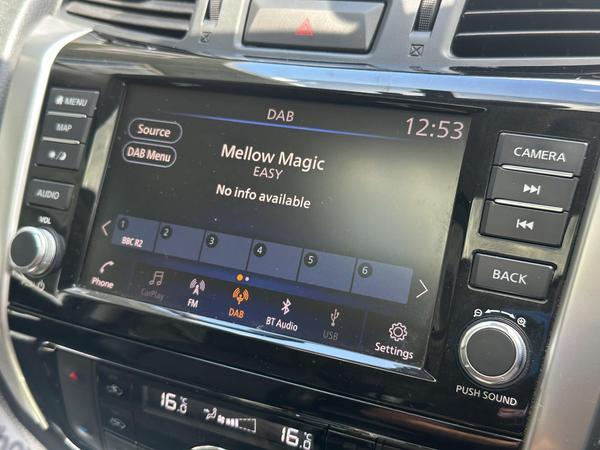 DAB
12:53
MENU
MAP
AUDIO
VOL
Source
DAB Menu
Mellow Magic
EASY
No info available
1 2 3 4 5 6
BBC R2
Phone
CarPlay
FM
DAB
BT Audio
USB
Settings
CAMERA
BACK
PUSH SOUND
16.0°C
16.0°C